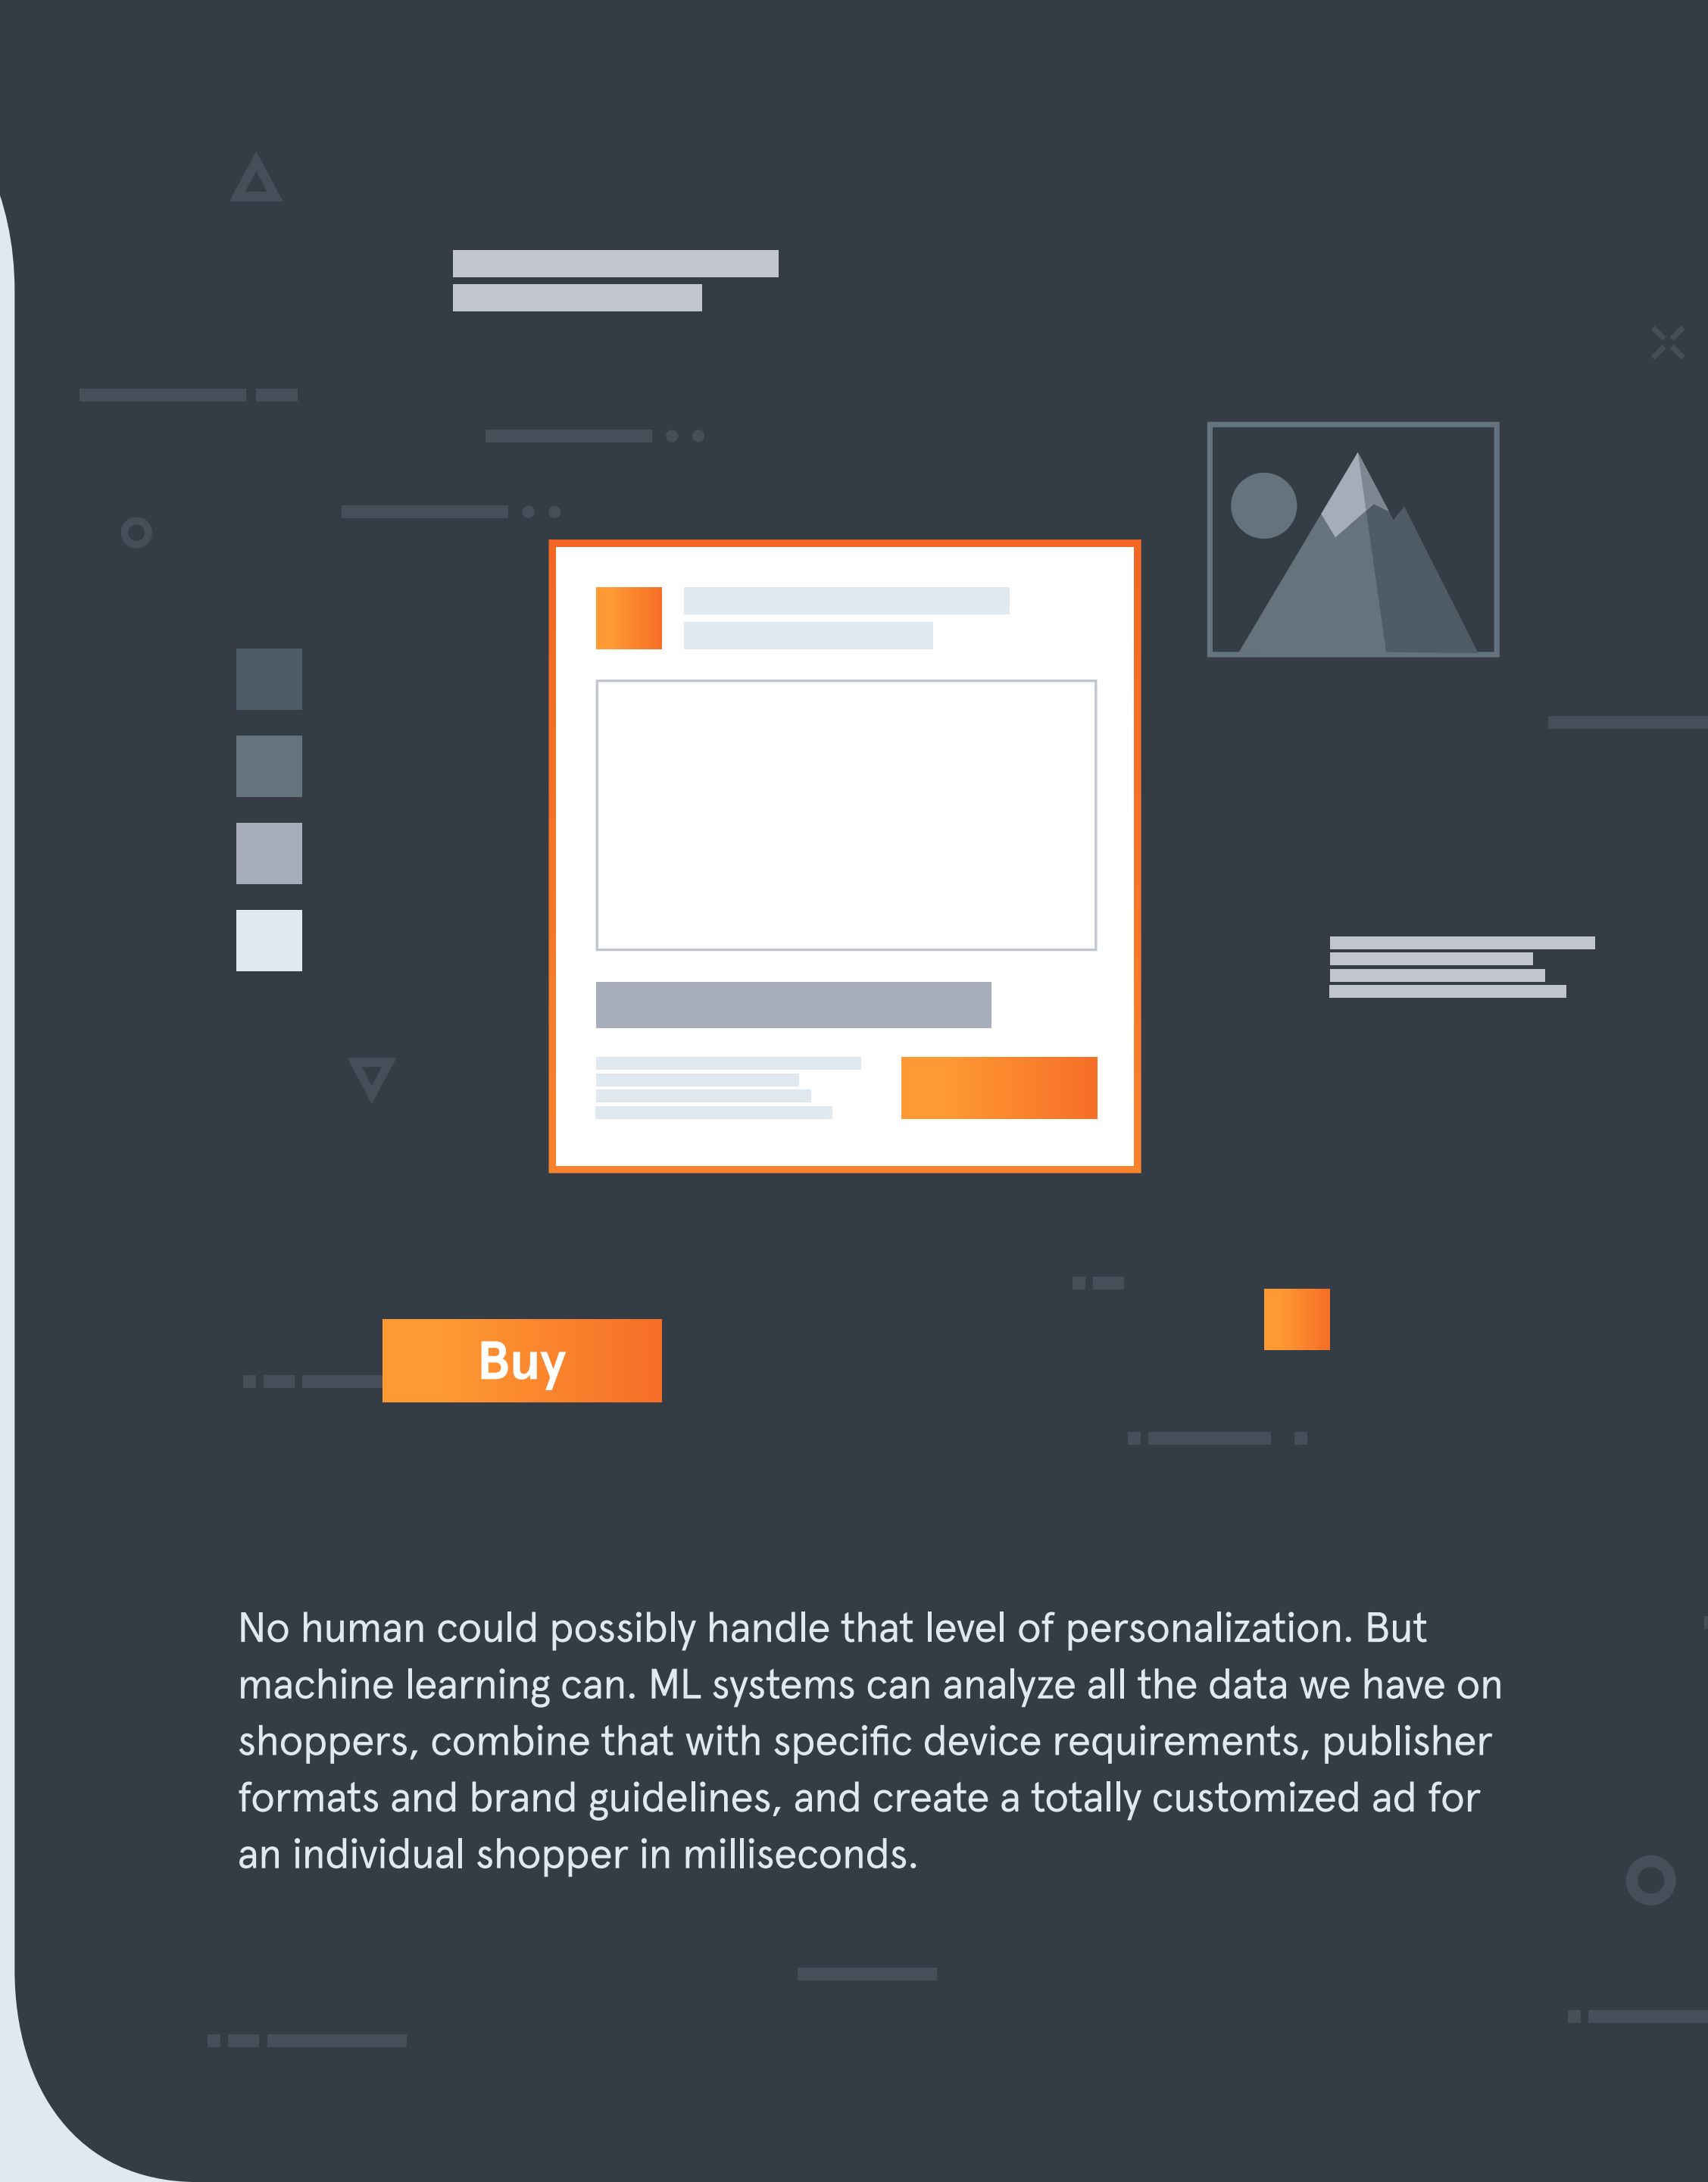 Buy
No human could possibly handle that level of personalization. But
machine learning can. ML systems can analyze all the data we have on
shoppers, combine that with specific device requirements, publisher
formats and brand guidelines, and create a totally customized ad for
an individual shopper in milliseconds.